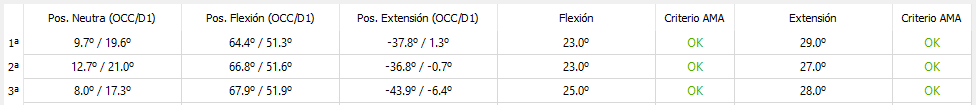 Pos. Neutra (OCC/D1) Pos. Flexión (OCC/D1) Pos. Extensión (OCC/D1) Flexión Criterio AMA Extensión Criterio AMA
1ª 9.7º / 19.6º 64.4º / 51.3º -37.8º / 1.3º 23.0º OK 29.0º OK
2ª 12.7º / 21.0º 66.8º / 51.6º -36.8º / -0.7º 23.0º OK 27.0º OK
3ª 8.0º / 17.3º 67.9º / 51.9º -43.9º / -6.4º 25.0º OK 28.0º OK